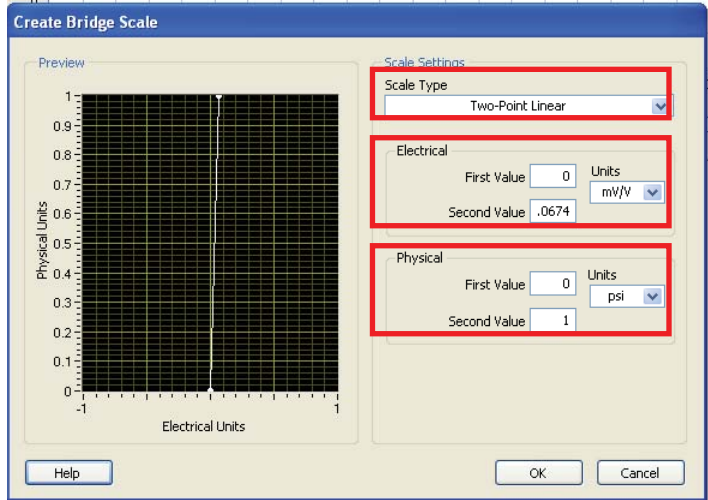 Create Bridge Scale
Preview
1
0.9
0.8
0.7
0.6
0.5
0.4
0.3
0.2
0.1
0
Physical Units
-1
1
Electrical Units
Scale Settings
Scale Type
Two-Point Linear
Electrical
First Value 0 Units
mV/V
Second Value .0674
Physical
First Value 0 Units
psi
Second Value 1
Help OK Cancel